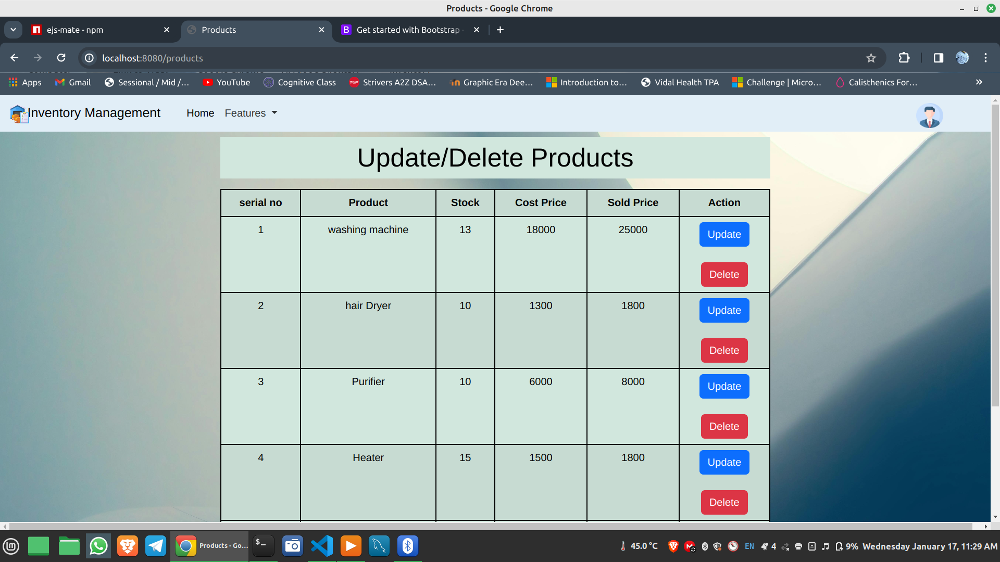 Products - Google Chrome
ejs-mate - npm
Products
Get started with Bootstrap
localhost:8080/products
Apps
Gmail
Sessional / Mid /...
YouTube
Cognitive Class
TUF
Strivers A2Z DSA...
Graphic Era Dee...
Introduction to...
Vidal Health TPA
Challenge | Micro...
Calisthenics For...
Inventory Management
Home
Features
Update/Delete Products
serial no Product Stock Cost Price Sold Price Action
1 washing machine 13 18000 25000 Update
Delete
2 hair Dryer 10 1300 1800 Update
Delete
3 Purifier 10 6000 8000 Update
Delete
4 Heater 15 1500 1800 Update
Delete
Products - Go...
45.0 °C
EN
4
9%
Wednesday January 17, 11:29 AM